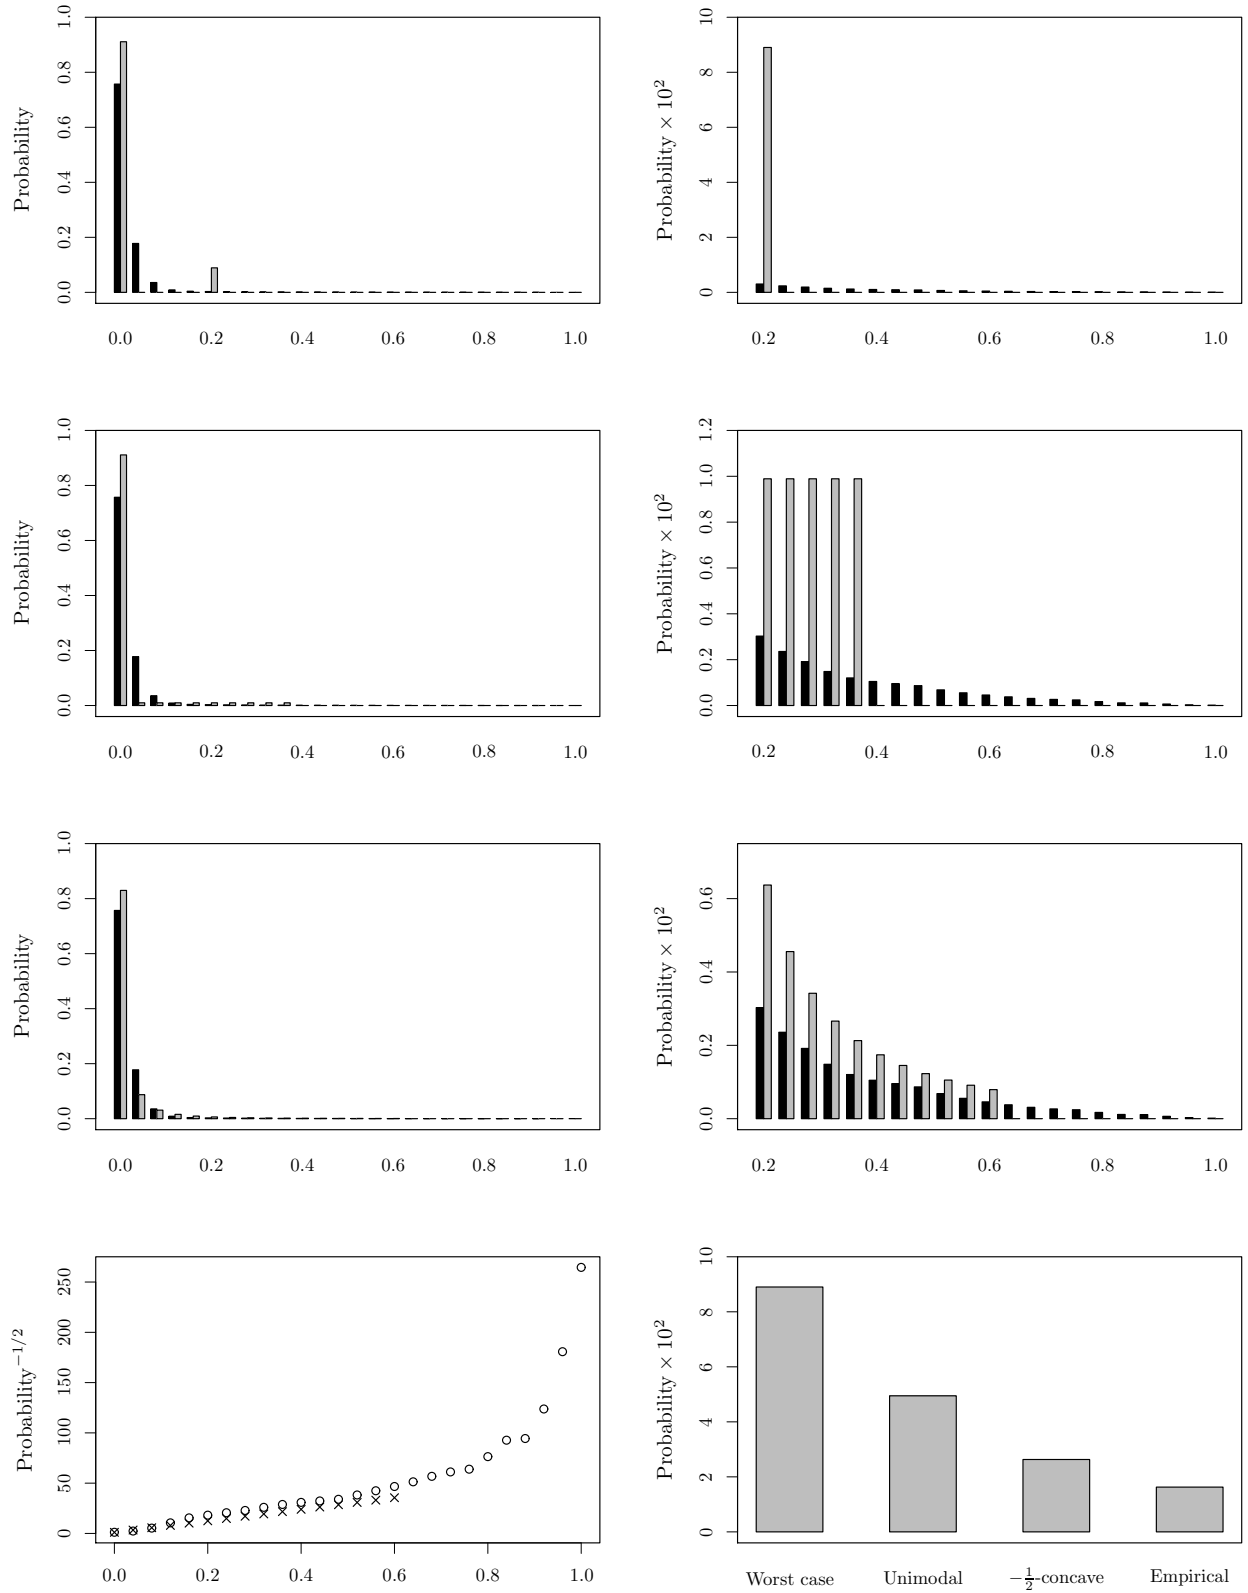 Probability
0.0 0.2 0.4 0.6 0.8 1.0
0.0 0.2 0.4 0.6 0.8 1.0
Probability × 10²
0 2 4 6 8 10
0.2 0.4 0.6 0.8 1.0
Probability
0.0 0.2 0.4 0.6 0.8 1.0
0.0 0.2 0.4 0.6 0.8 1.0
Probability × 10²
0.0 0.2 0.4 0.6 0.8 1.0 1.2
0.2 0.4 0.6 0.8 1.0
Probability
0.0 0.2 0.4 0.6 0.8 1.0
0.0 0.2 0.4 0.6 0.8 1.0
Probability × 10²
0.0 0.2 0.4 0.6
0.2 0.4 0.6 0.8 1.0
Probability⁻¹/²
0 50 100 150 200 250
0.0 0.2 0.4 0.6 0.8 1.0
Probability × 10²
0 2 4 6 8 10
Worst case Unimodal −½-concave Empirical